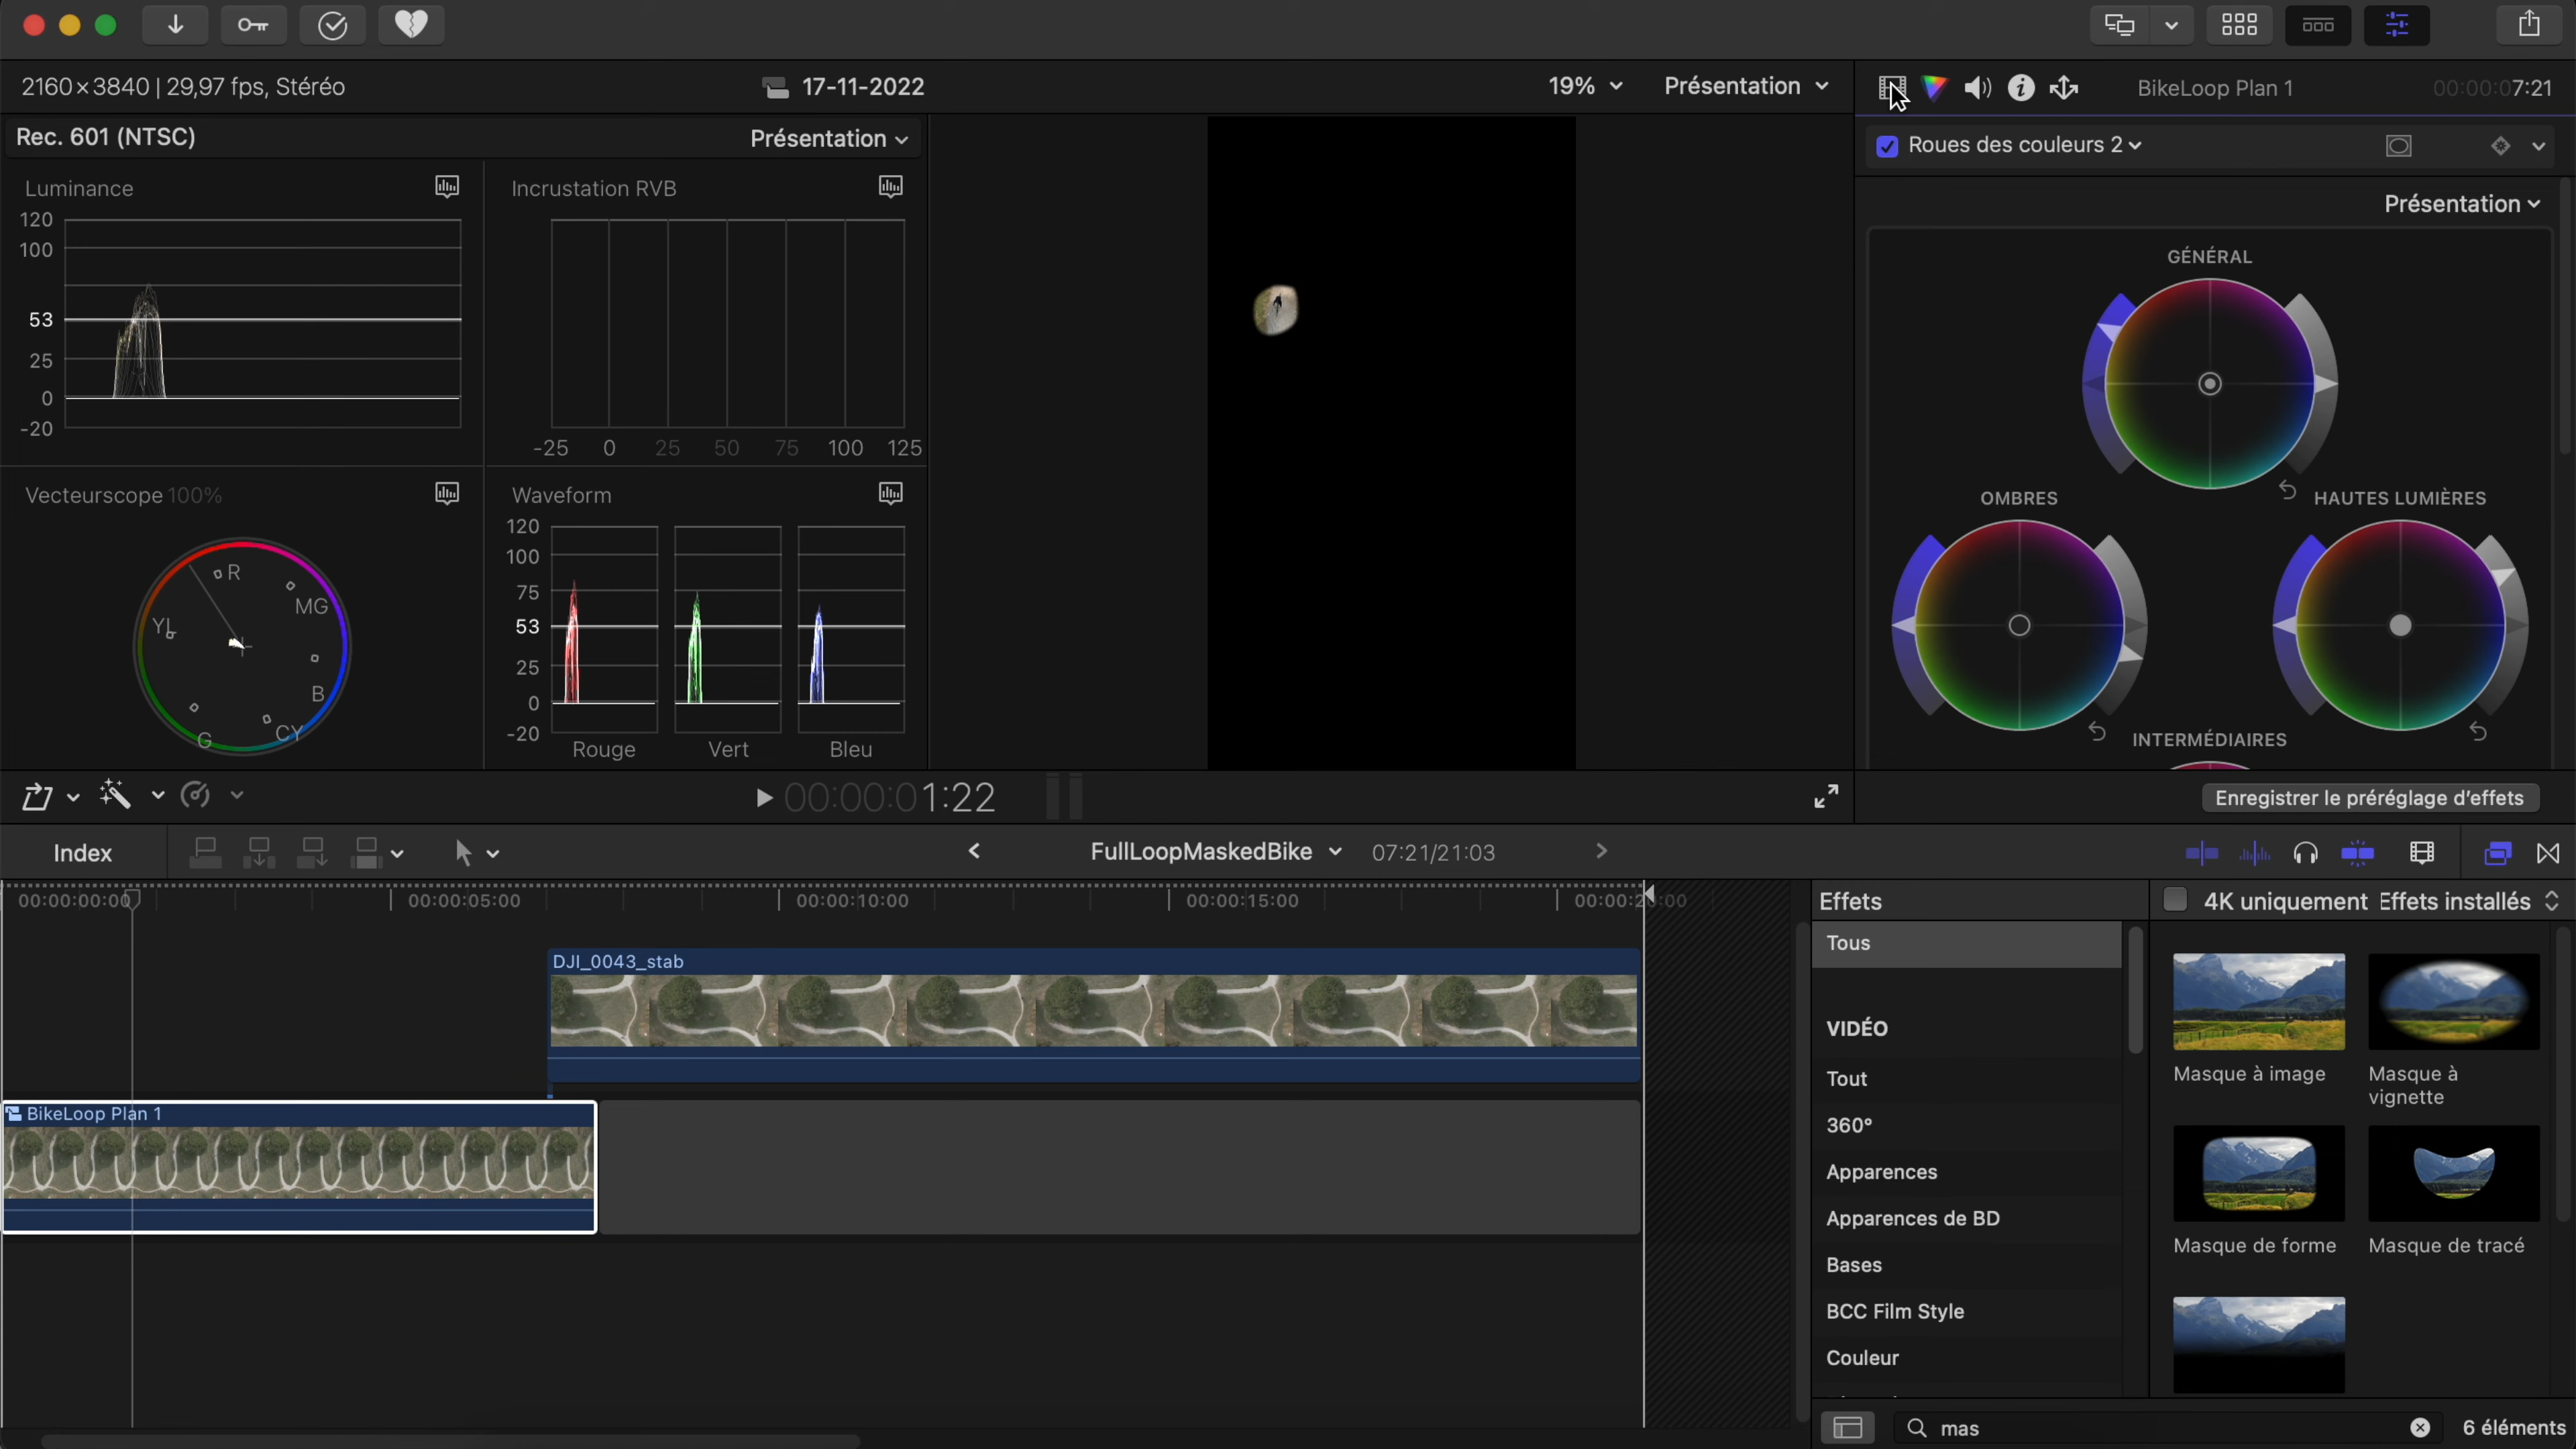 2160×3840 | 29,97 fps, Stéréo
17-11-2022
19%
Présentation
BikeLoop Plan 1
00:00:07:21
Rec. 601 (NTSC)
Présentation
Roues des couleurs 2
Présentation
Luminance
120
100
53
25
0
-20
Incrustation RVB
-25 0 25 50 75 100 125
Vecteurscope 100%
R
MG
YL
B
G
CY
Waveform
120
100
75
53
25
0
-20
Rouge Vert Bleu
GÉNÉRAL
OMBRES
HAUTES LUMIÈRES
INTERMÉDIAIRES
00:00:01:22
Enregistrer le préréglage d'effets
Index
FullLoopMaskedBike
07:21/21:03
00:00:00:00 00:00:05:00 00:00:10:00 00:00:15:00 00:00:20:00
DJI_0043_stab
BikeLoop Plan 1
Effets
4K uniquement
Effets installés
Tous
VIDÉO
Tout
360°
Apparences
Apparences de BD
Bases
BCC Film Style
Couleur
Masque à image
Masque à
vignette
Masque de forme
Masque de tracé
mas
6 éléments